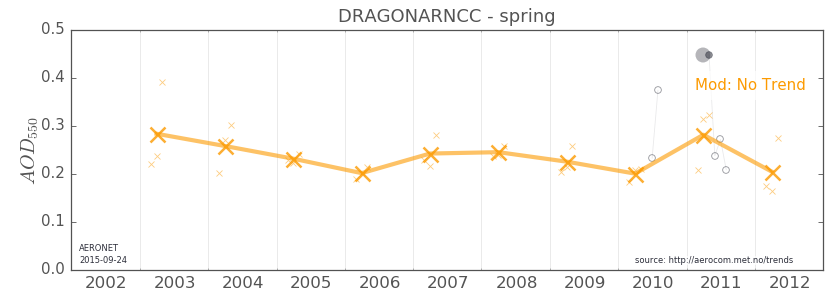 DRAGONARNCC - spring
0.5
0.4
0.3
0.2
0.1
0.0
AOD550
Mod: No Trend
AERONET
2015-09-24
source: http://aerocom.met.no/trends
2002 2003 2004 2005 2006 2007 2008 2009 2010 2011 2012